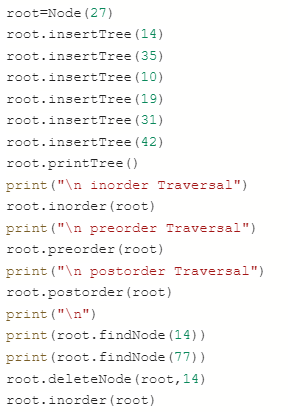 root=Node(27)
root.insertTree(14)
root.insertTree(35)
root.insertTree(10)
root.insertTree(19)
root.insertTree(31)
root.insertTree(42)
root.printTree()
print("\n inorder Traversal")
root.inorder(root)
print("\n preorder Traversal")
root.preorder(root)
print("\n postorder Traversal")
root.postorder(root)
print("\n")
print(root.findNode(14))
print(root.findNode(77))
root.deleteNode(root,14)
root.inorder(root)